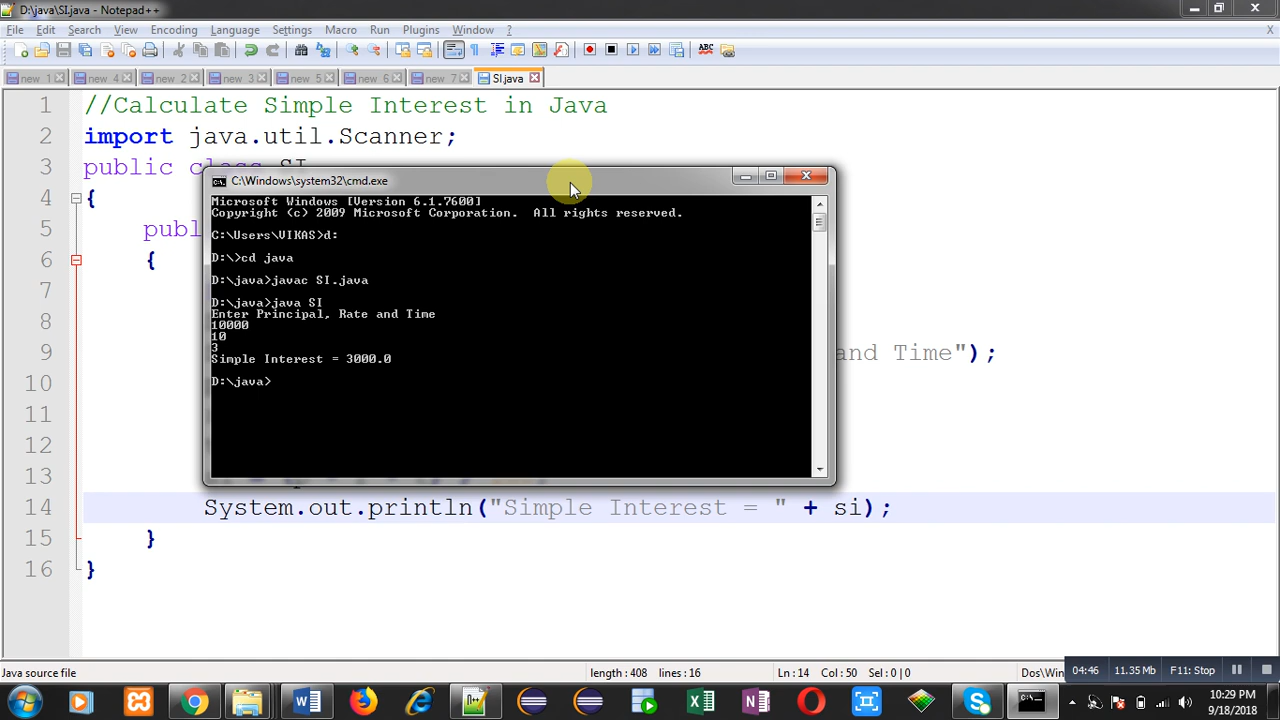 D:\java\SI.java - Notepad++
File Edit Search View Encoding Language Settings Macro Run Plugins Window ? X
new 1 new 4 new 2 new 3 new 5 new 6 new 7 SI.java
1 //Calculate Simple Interest in Java
2 import java.util.Scanner;
3 public class SI
4 {
5 publ
6 {
7
8
9 and Time");
10
11
12
13
14 System.out.println("Simple Interest = " + si);
15 }
16 }
C:\Windows\system32\cmd.exe
Microsoft Windows [Version 6.1.7600]
Copyright (c) 2009 Microsoft Corporation.  All rights reserved.
C:\Users\VIKAS>d:
D:\>cd java
D:\java>javac SI.java
D:\java>java SI
Enter Principal, Rate and Time
10000
10
3
Simple Interest = 3000.0
D:\java>
Java source file length : 408 lines : 16 Ln : 14 Col : 50 Sel : 0 | 0 Dos\Win
04:46 11.35 Mb F11: Stop
10:29 PM
9/18/2018